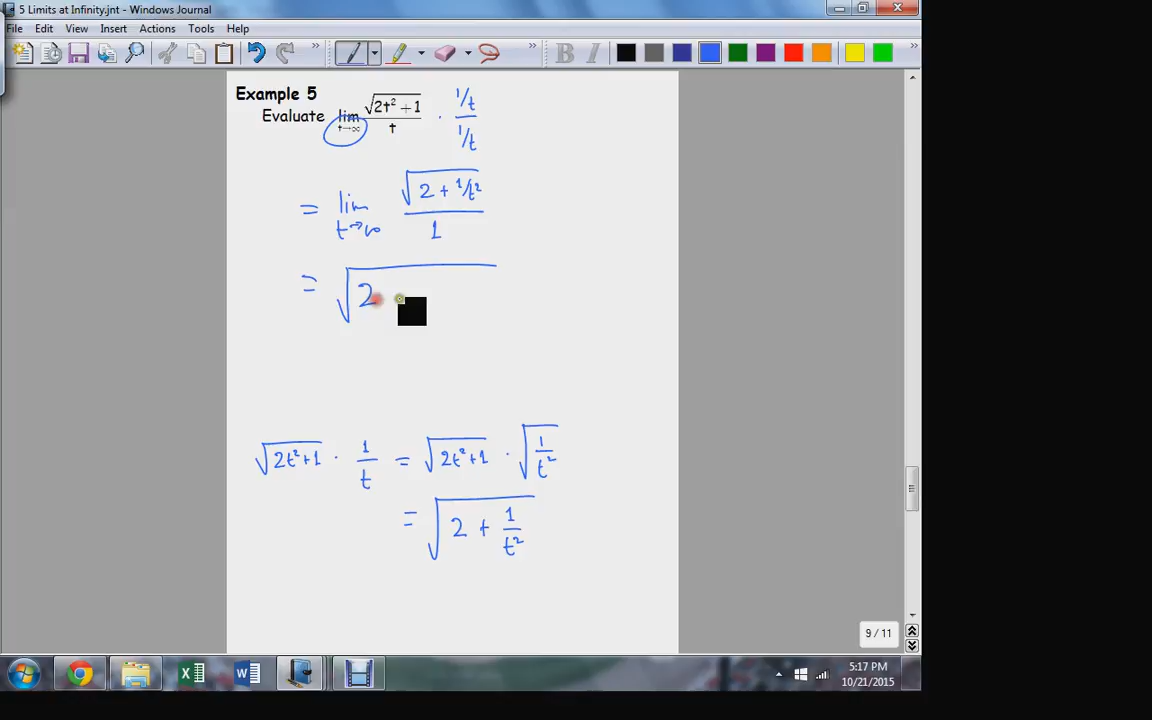 5 Limits at Infinity.jnt - Windows Journal
File Edit View Insert Actions Tools Help
» » B I »
Example 5
Evaluate lim t→∞ √(2t² + 1) / t · (1/t) / (1/t)
= lim t→∞ √(2 + 1/t²) / 1
= √2
√(2t²+1) · 1/t = √(2t²+1) · √(1/t²)
= √(2 + 1/t²)
9 / 11
5:17 PM
10/21/2015